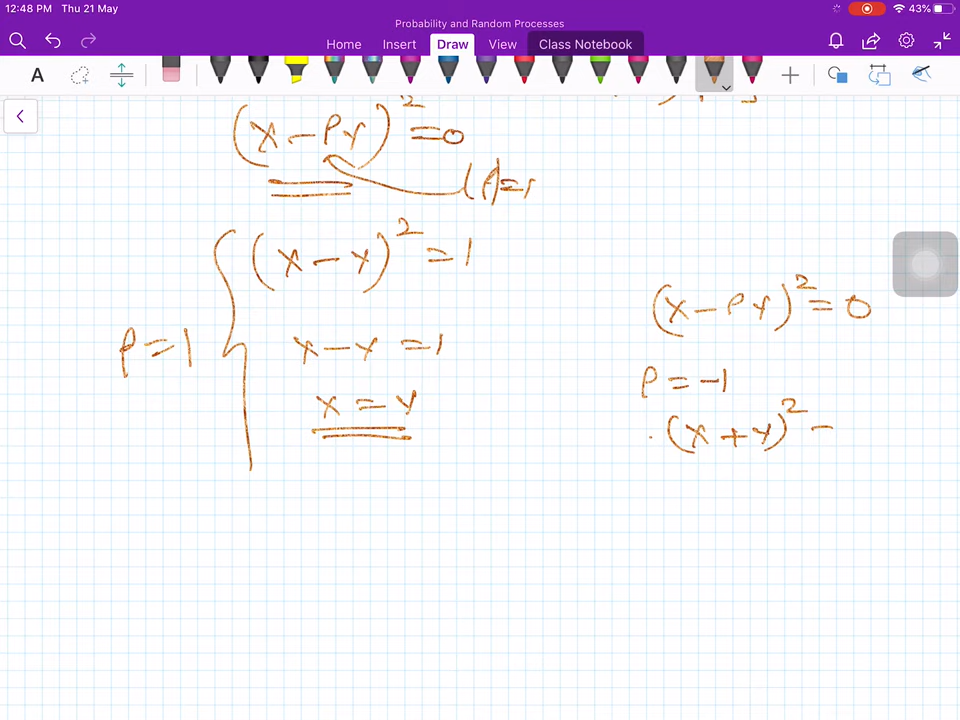 12:48 PM Thu 21 May
43%
Probability and Random Processes
Home Insert Draw View Class Notebook
A
(X - ρY)² = 0
|ρ| = 1
(X - Y)² = 1
ρ = 1
X - Y = 1
X = Y
(X - ρY)² = 0
ρ = -1
(X + Y)² =